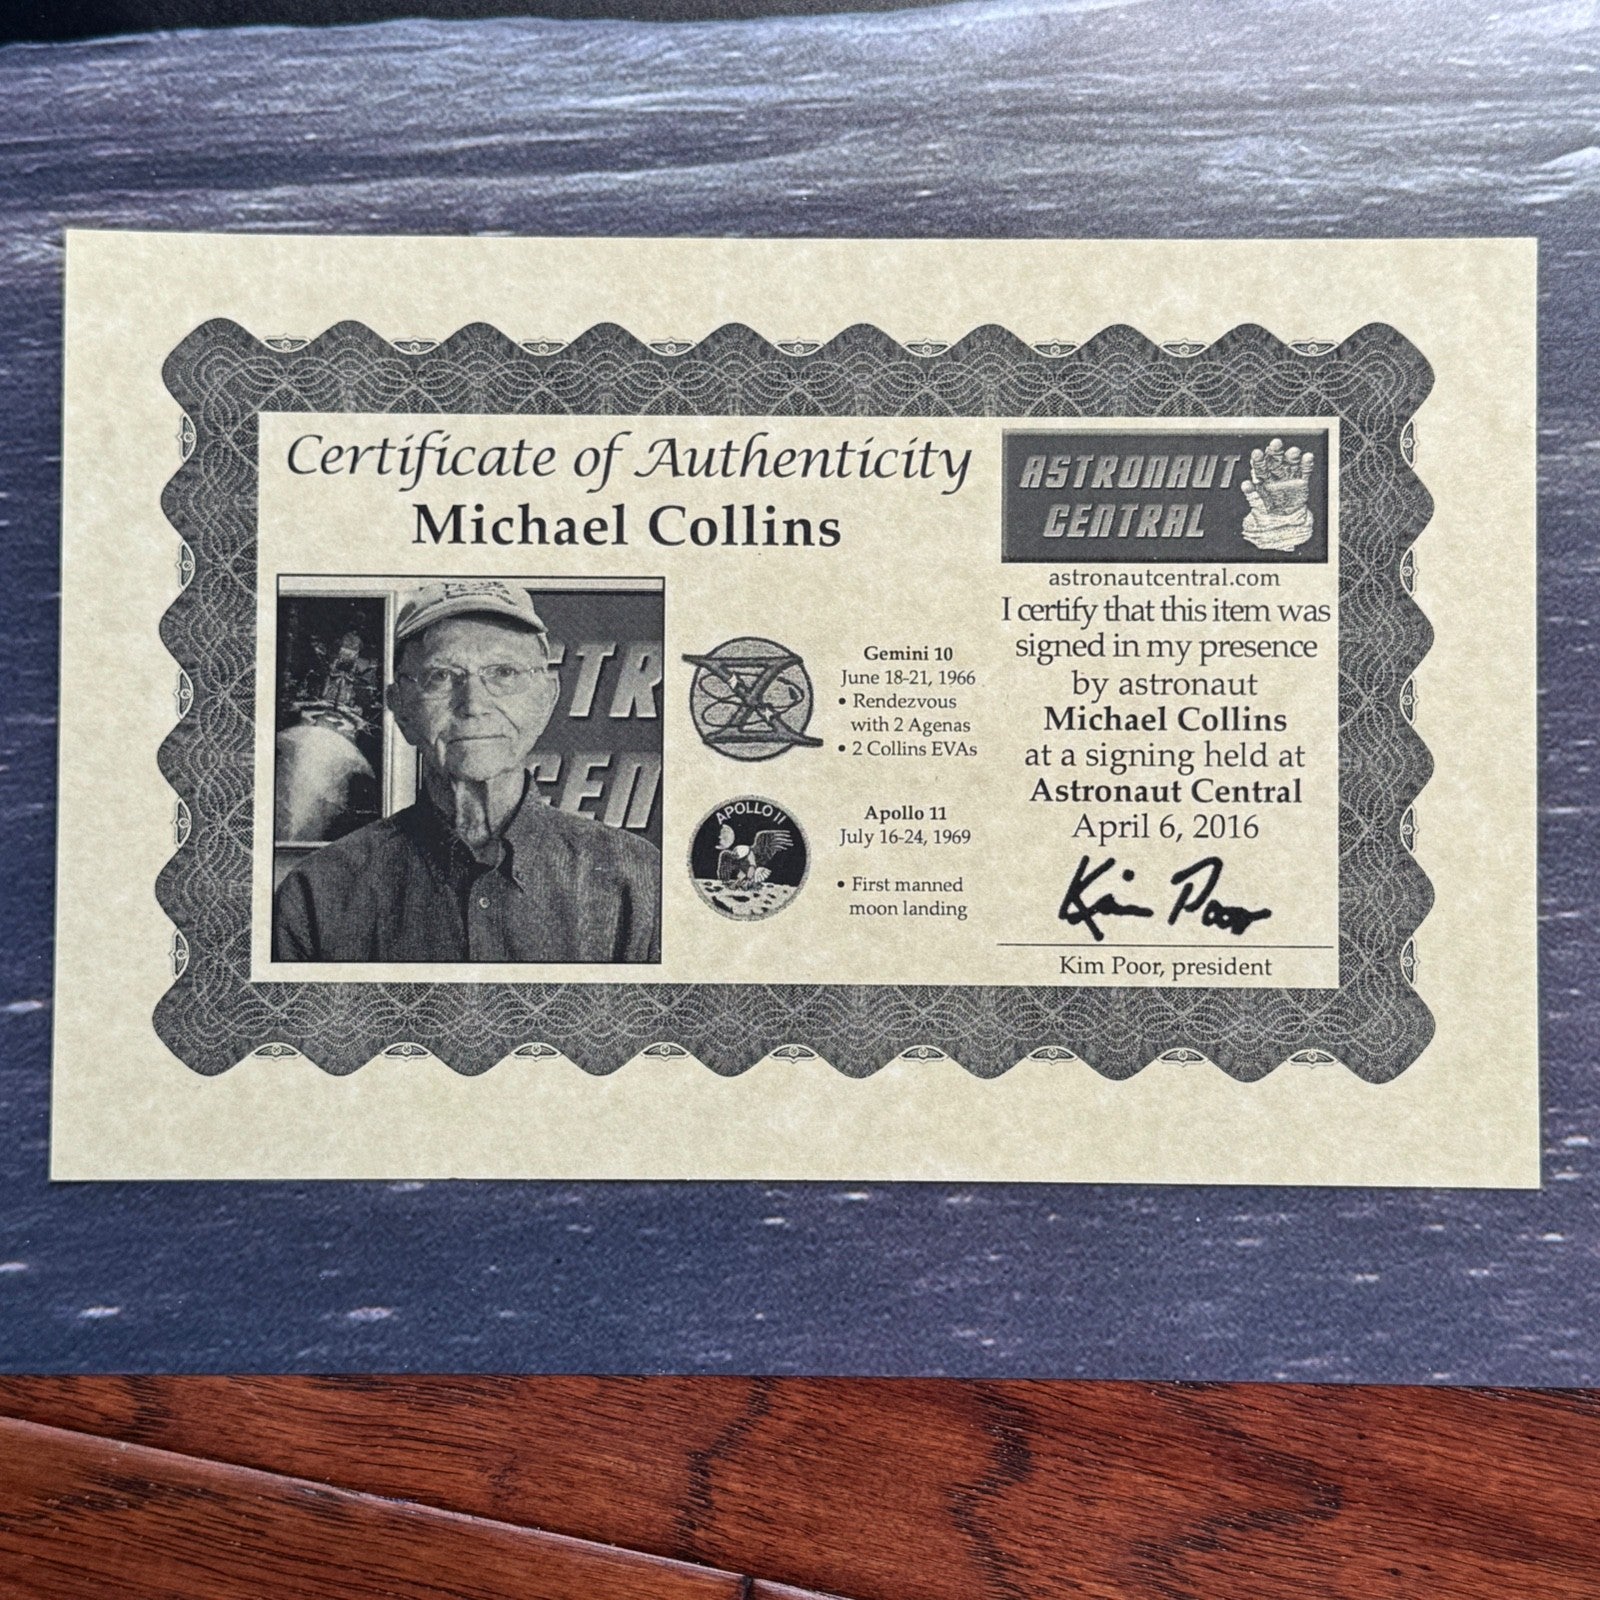 Certificate of Authenticity
Michael Collins
STR
CEN
Gemini 10
June 18-21, 1966
• Rendezvous
with 2 Agenas
• 2 Collins EVAs
APOLLO 11
Apollo 11
July 16-24, 1969
• First manned
moon landing
ASTRONAUT
CENTRAL
astronautcentral.com
I certify that this item was
signed in my presence
by astronaut
Michael Collins
at a signing held at
Astronaut Central
April 6, 2016
Kim Poor
Kim Poor, president